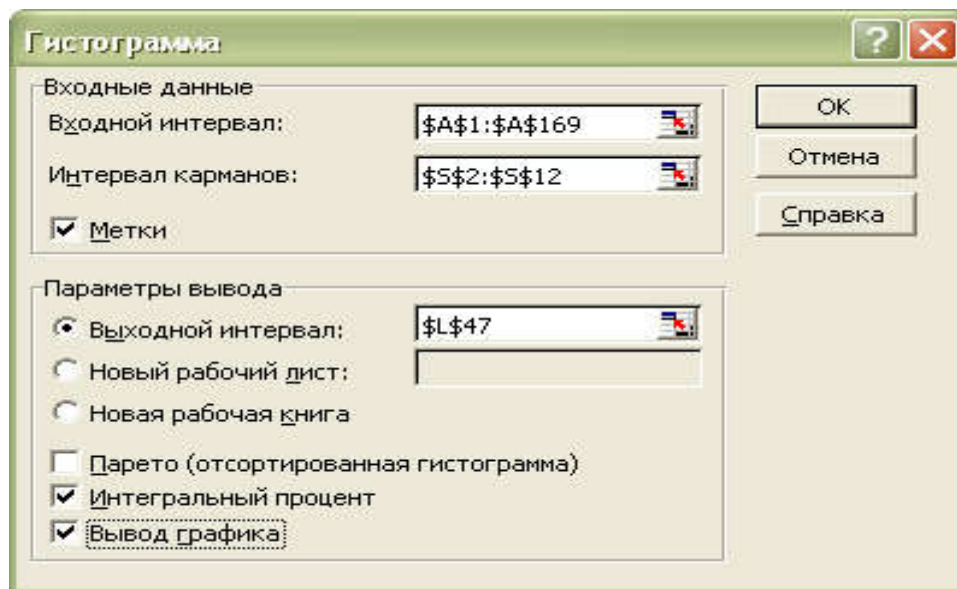 Гистограмма
Входные данные
Входной интервал: $A$1:$A$169
Интервал карманов: $S$2:$S$12
Метки
ОК
Отмена
Справка
Параметры вывода
Выходной интервал: $L$47
Новый рабочий лист:
Новая рабочая книга
Парето (отсортированная гистограмма)
Интегральный процент
Вывод графика